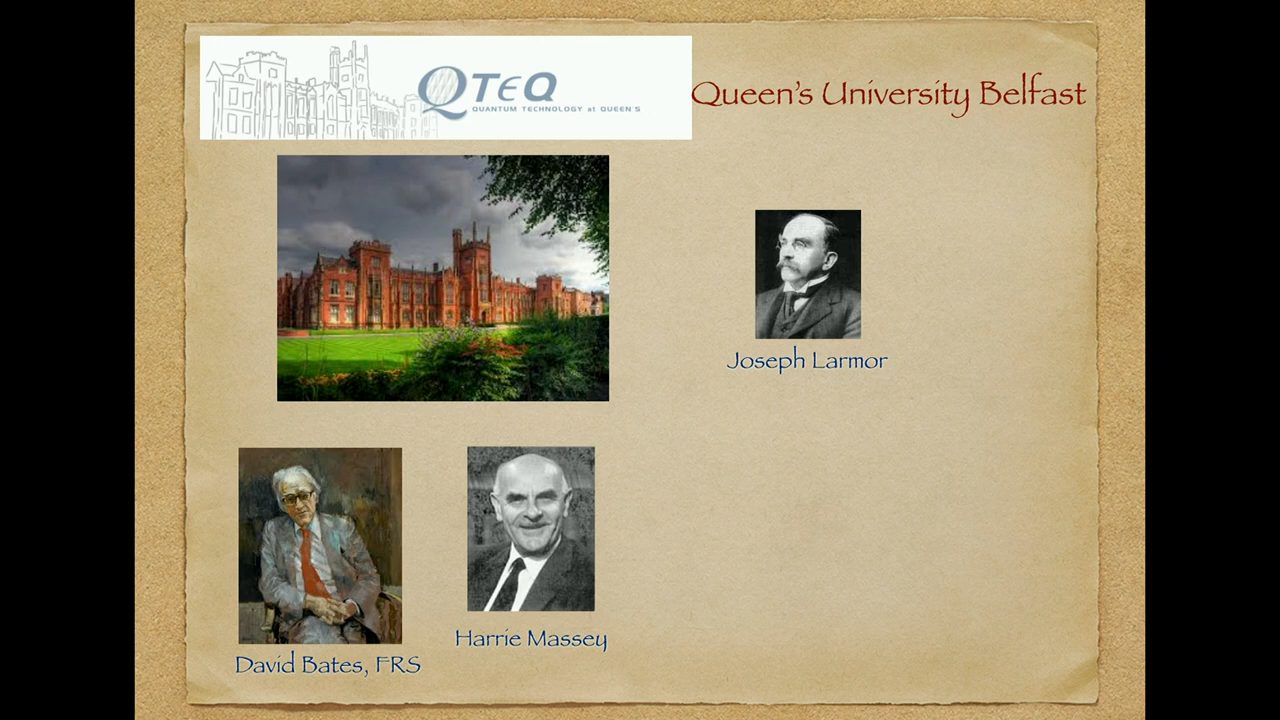 QTEQ
QUANTUM TECHNOLOGY at QUEEN'S
Queen's University Belfast
Joseph Larmor
David Bates, FRS
Harrie Massey